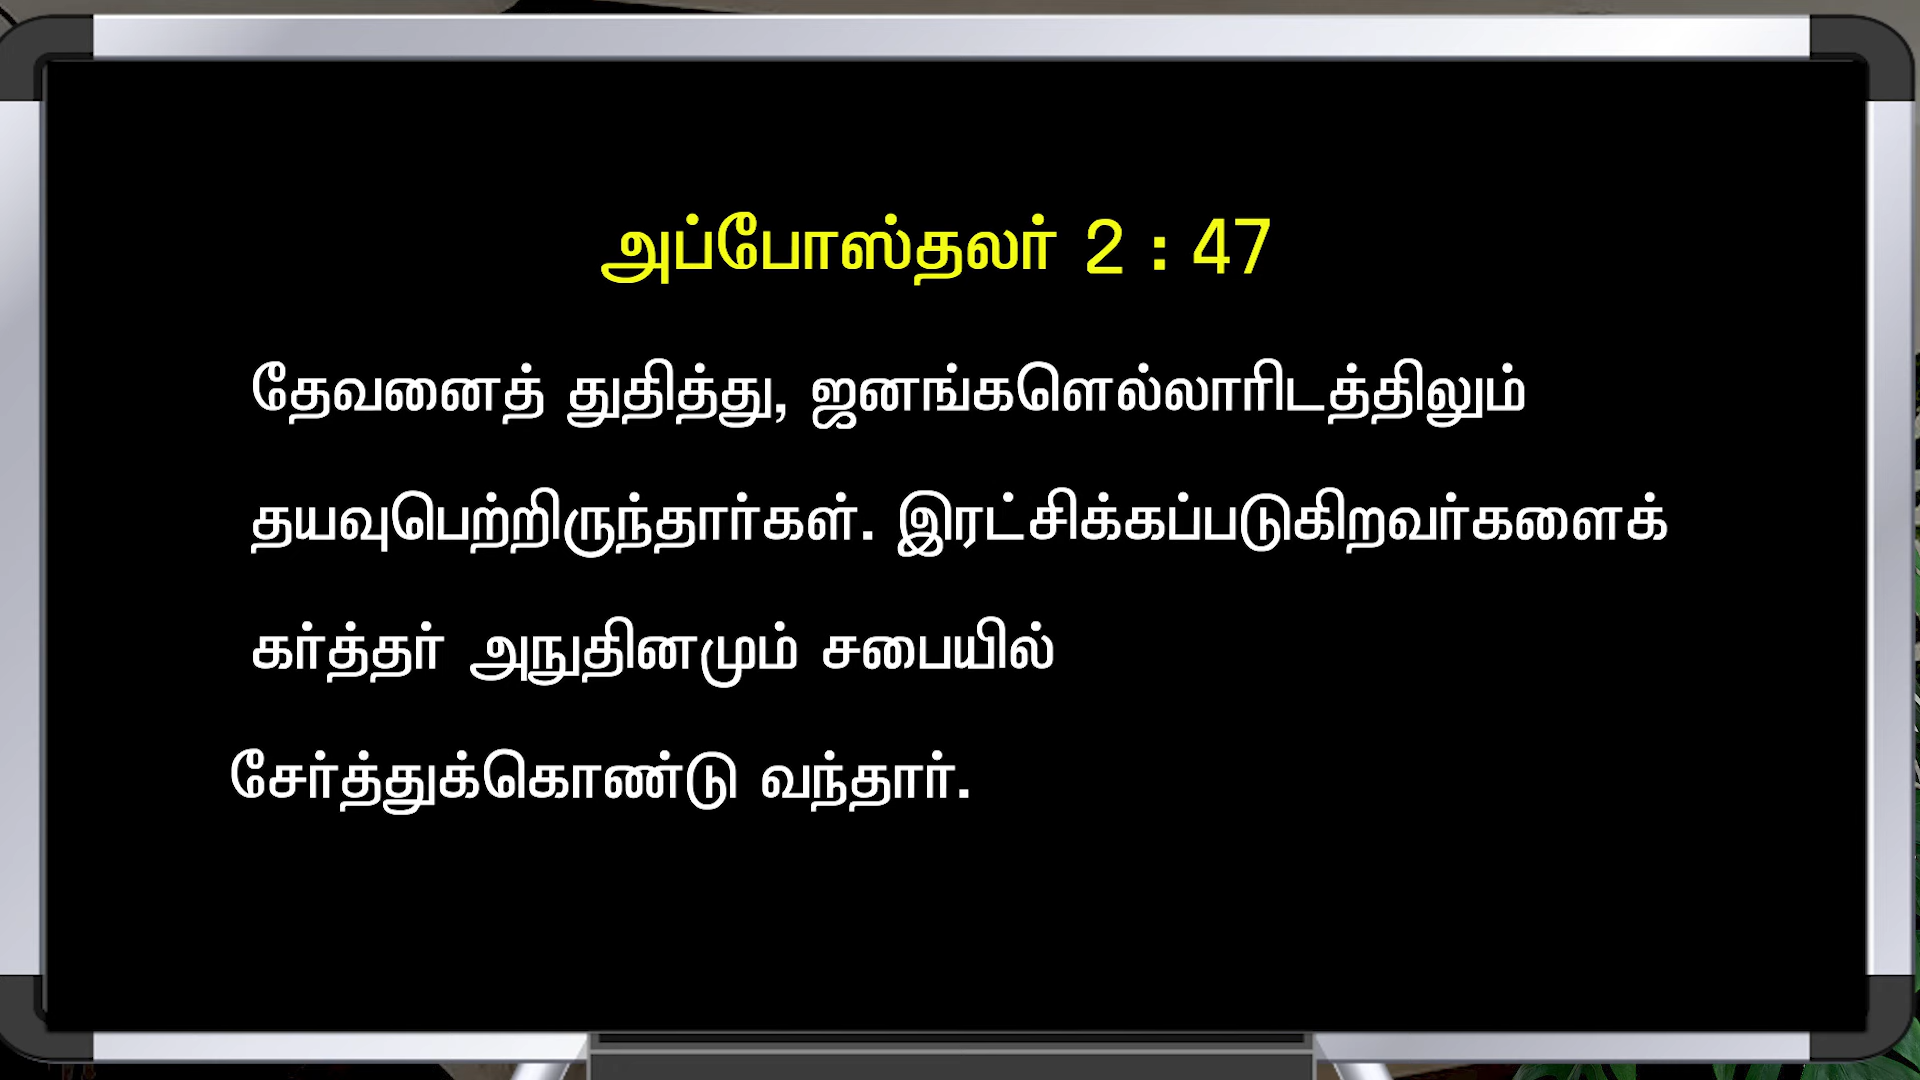 அப்போஸ்தலர் 2 : 47
தேவனைத் துதித்து, ஜனங்களெல்லாரிடத்திலும்
தயவுபெற்றிருந்தார்கள். இரட்சிக்கப்படுகிறவர்களைக்
கர்த்தர் அநுதினமும் சபையில்
சேர்த்துக்கொண்டு வந்தார்.